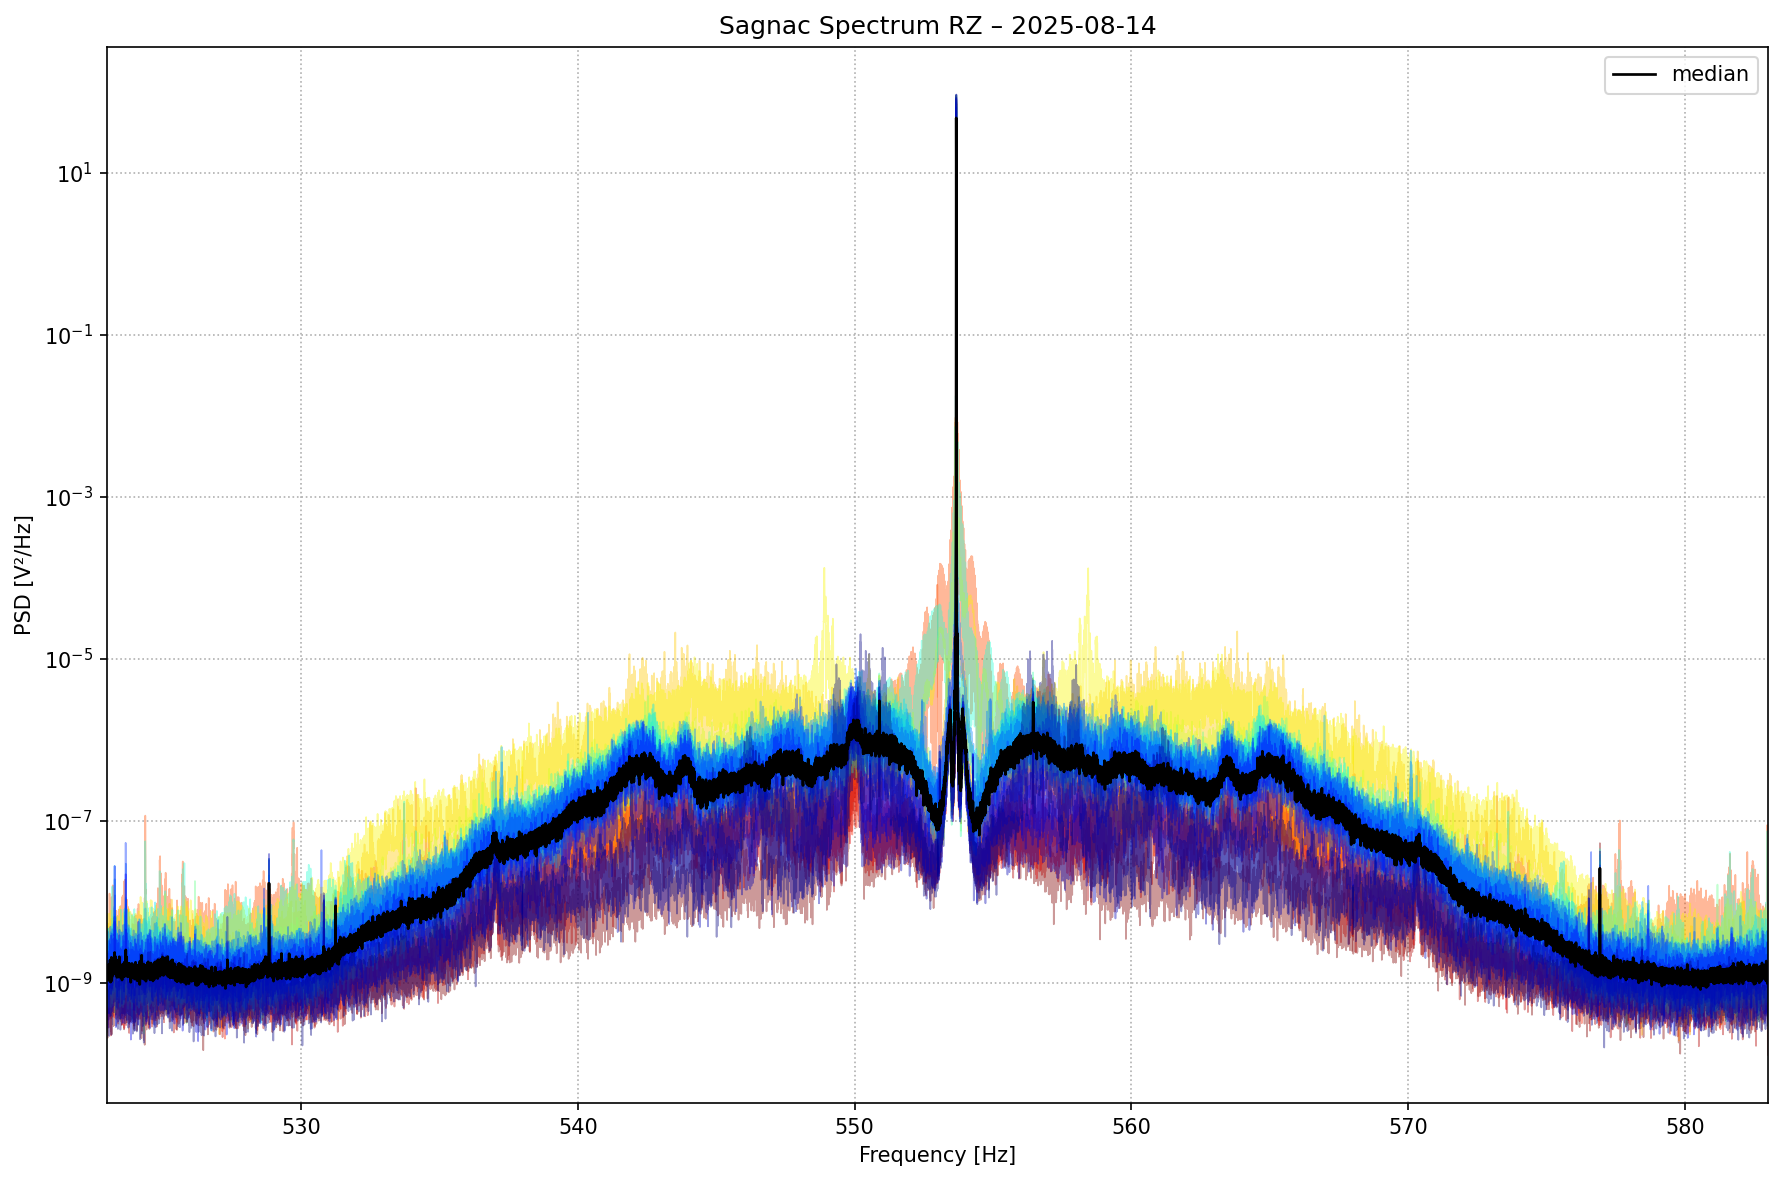 Sagnac Spectrum RZ – 2025-08-14
median
10¹
10⁻¹
10⁻³
10⁻⁵
10⁻⁷
10⁻⁹
PSD [V²/Hz]
530 540 550 560 570 580
Frequency [Hz]